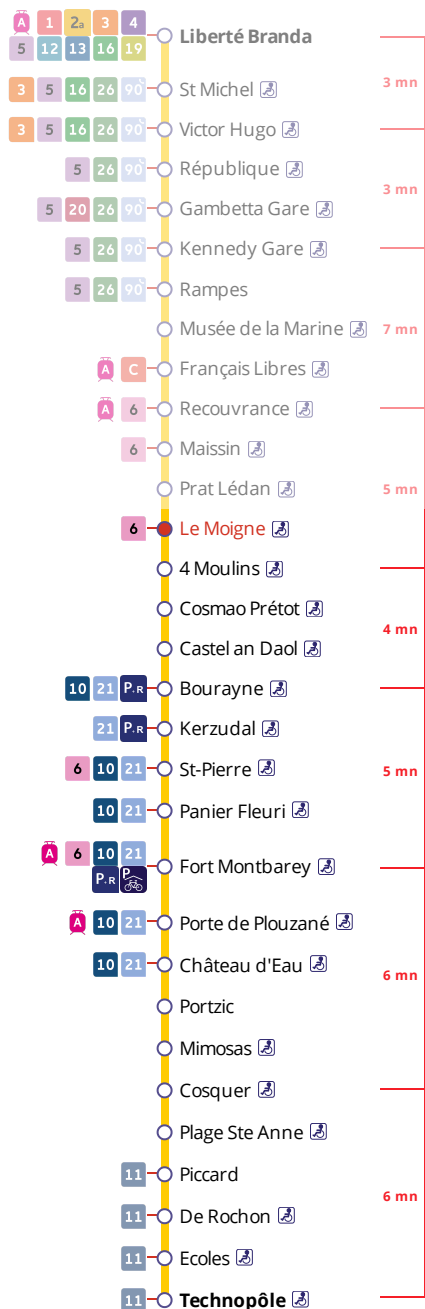 A 1 2a 3 4
Liberté Branda
5 12 13 16 19
3 mn
3 5 16 26 90 St Michel
3 5 16 26 90 Victor Hugo
5 26 90 République
3 mn
5 20 26 90 Gambetta Gare
5 26 90 Kennedy Gare
5 26 90 Rampes
Musée de la Marine 7 mn
A C Français Libres
A 6 Recouvrance
6 Maissin
Prat Lédan 5 mn
6 Le Moigne
4 Moulins
Cosmao Prétot
4 mn
Castel an Daol
10 21 P+R Bourayne
21 P+R Kerzudal
6 10 21 St-Pierre 5 mn
10 21 Panier Fleuri
A 6 10 21
Fort Montbarey
P+R P
A 10 21 Porte de Plouzané
10 21 Château d'Eau
6 mn
Portzic
Mimosas
Cosquer
Plage Ste Anne
11 Piccard
6 mn
11 De Rochon
11 Ecoles
11 Technopôle